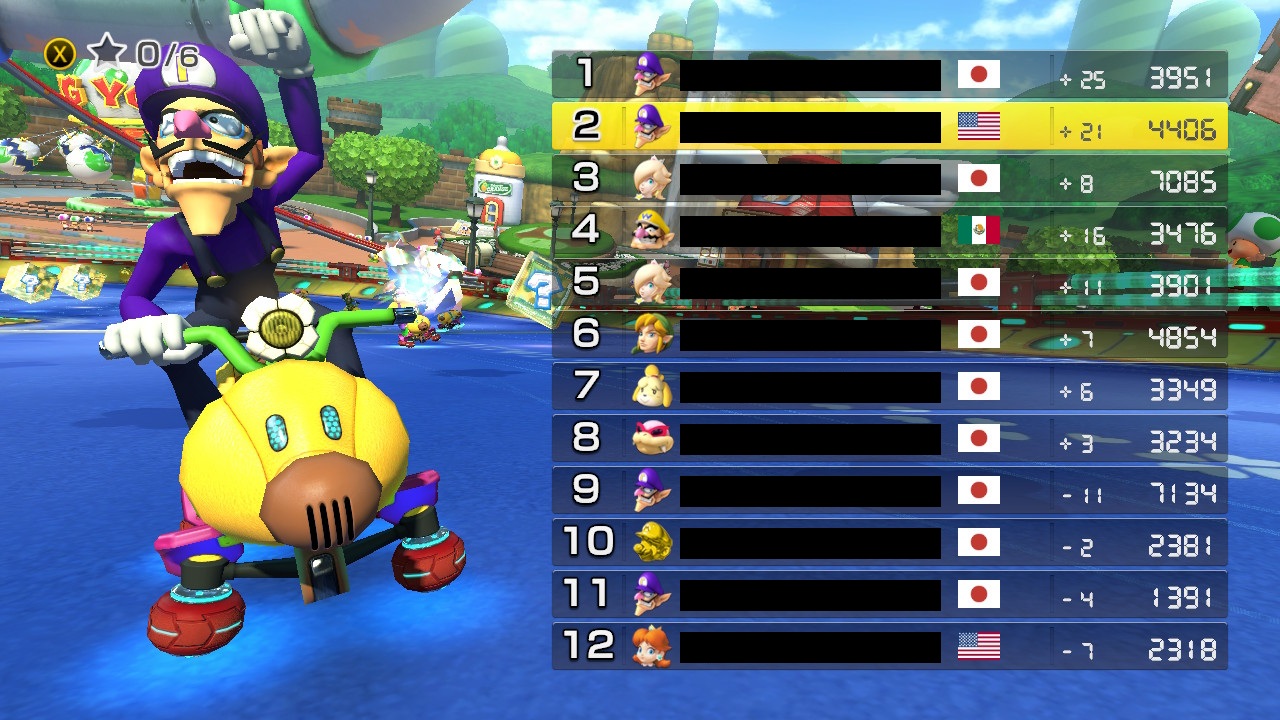 X 0/6
1 + 25 3951
2 + 21 4406
3 + 8 7085
4 + 16 3476
5 + 11 3901
6 + 7 4854
7 + 6 3349
8 + 3 3234
9 - 11 7134
10 - 2 2381
11 - 4 1391
12 - 7 2318